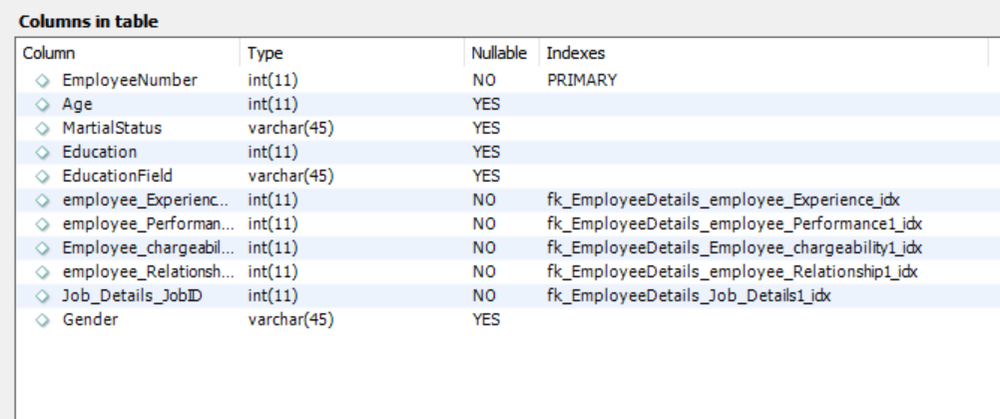 Columns in table
Column Type Nullable Indexes
EmployeeNumber int(11) NO PRIMARY
Age int(11) YES
MartialStatus varchar(45) YES
Education int(11) YES
EducationField varchar(45) YES
employee_Experienc... int(11) NO fk_EmployeeDetails_employee_Experience_idx
employee_Performan... int(11) NO fk_EmployeeDetails_employee_Performance1_idx
Employee_chargeabil... int(11) NO fk_EmployeeDetails_Employee_chargeability1_idx
employee_Relationsh... int(11) NO fk_EmployeeDetails_employee_Relationship1_idx
Job_Details_JobID int(11) NO fk_EmployeeDetails_Job_Details1_idx
Gender varchar(45) YES